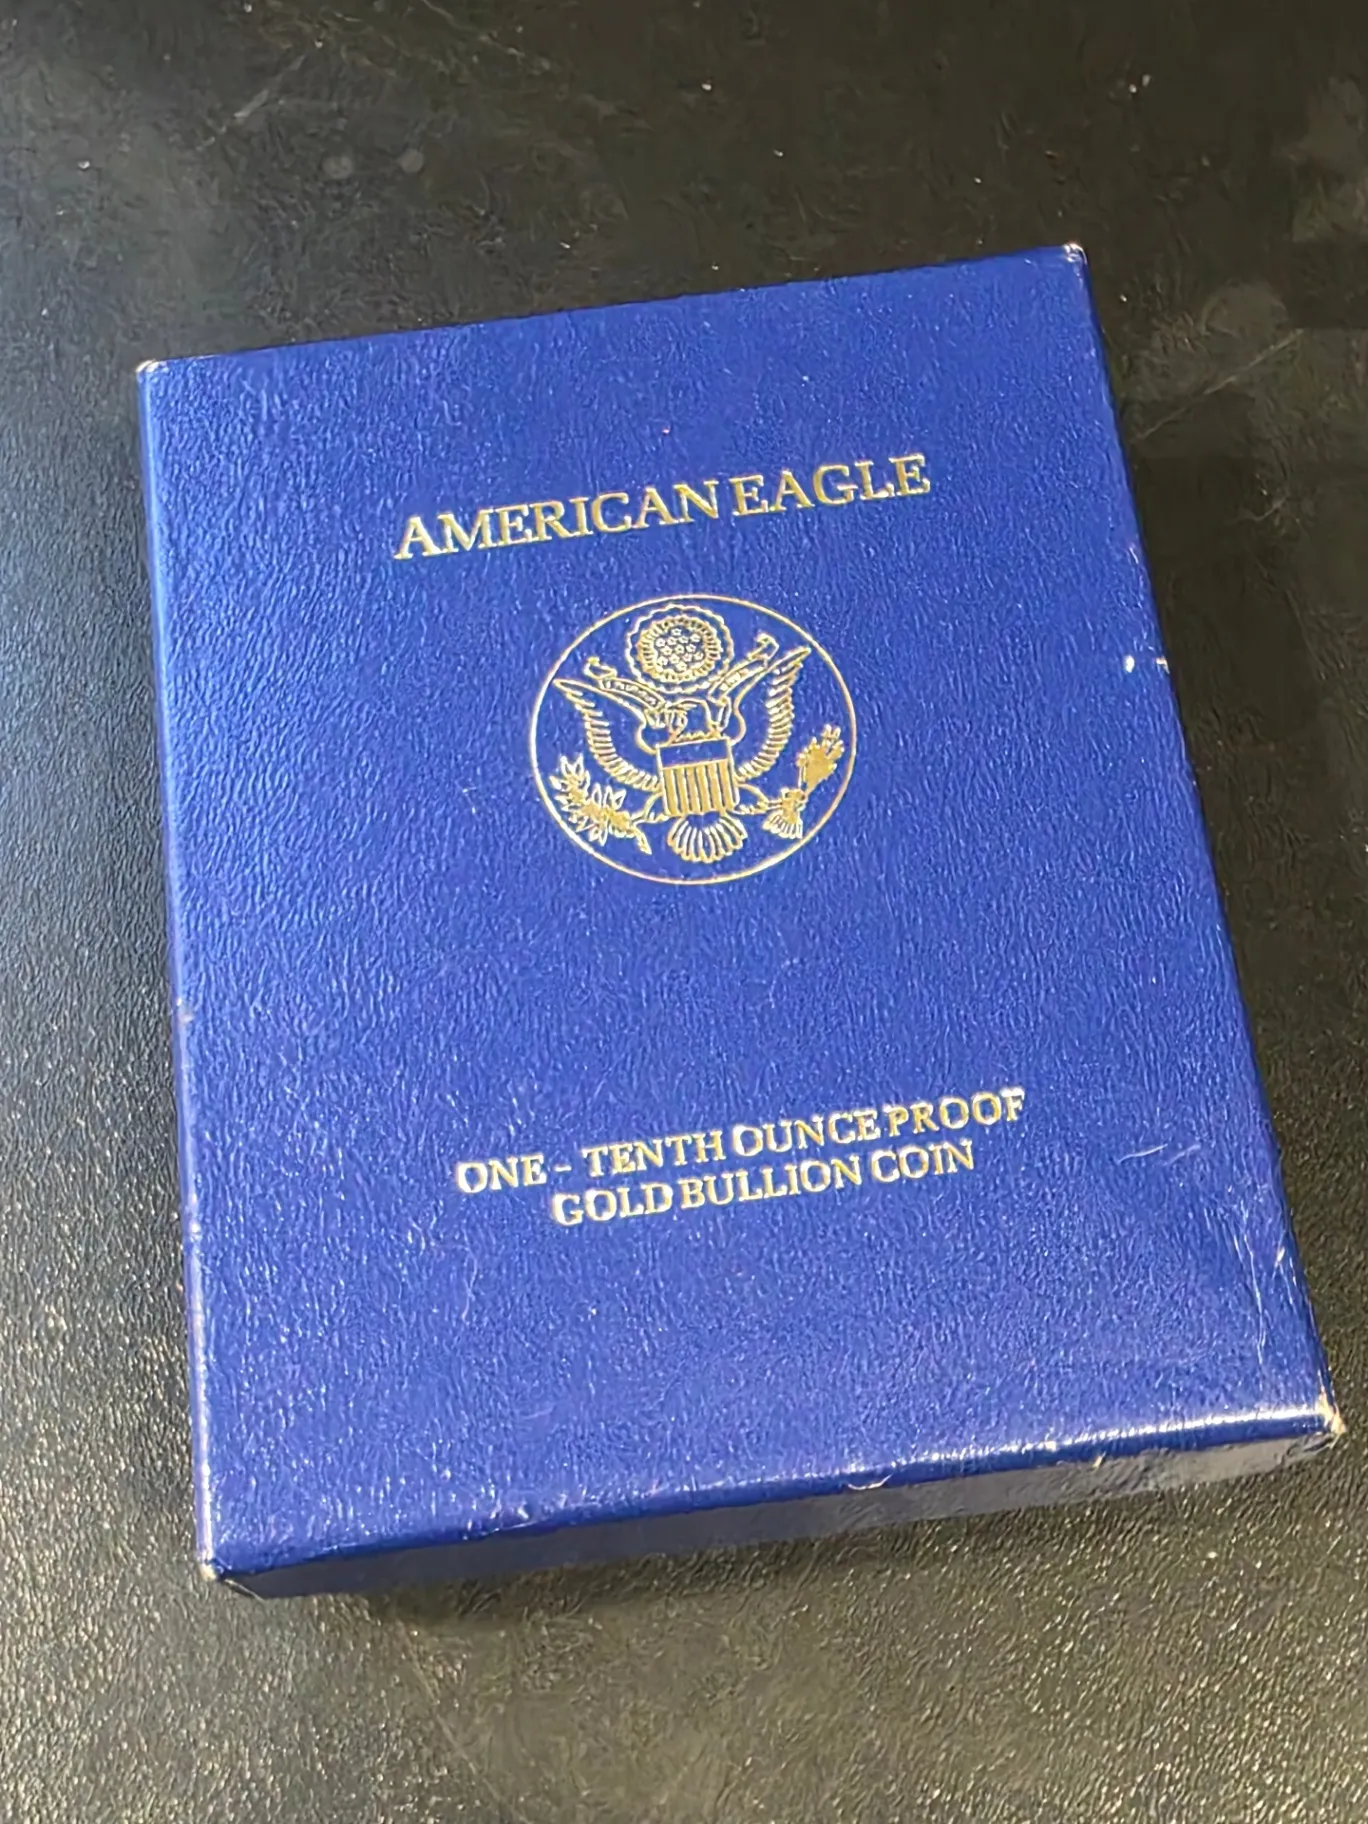 AMERICAN EAGLE
ONE - TENTH OUNCE PROOF
GOLD BULLION COIN